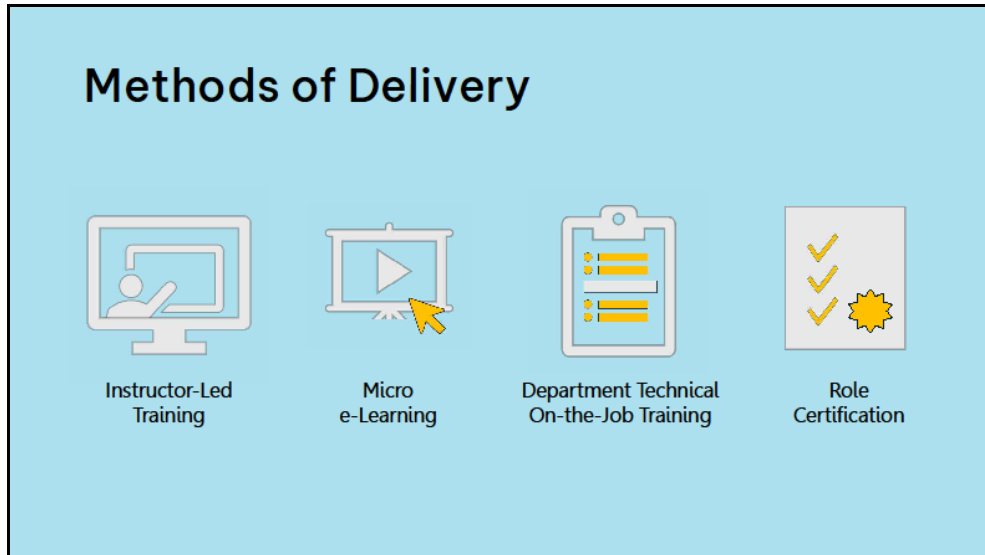 Methods of Delivery
Instructor-Led
Training
Micro
e-Learning
Department Technical
On-the-Job Training
Role
Certification